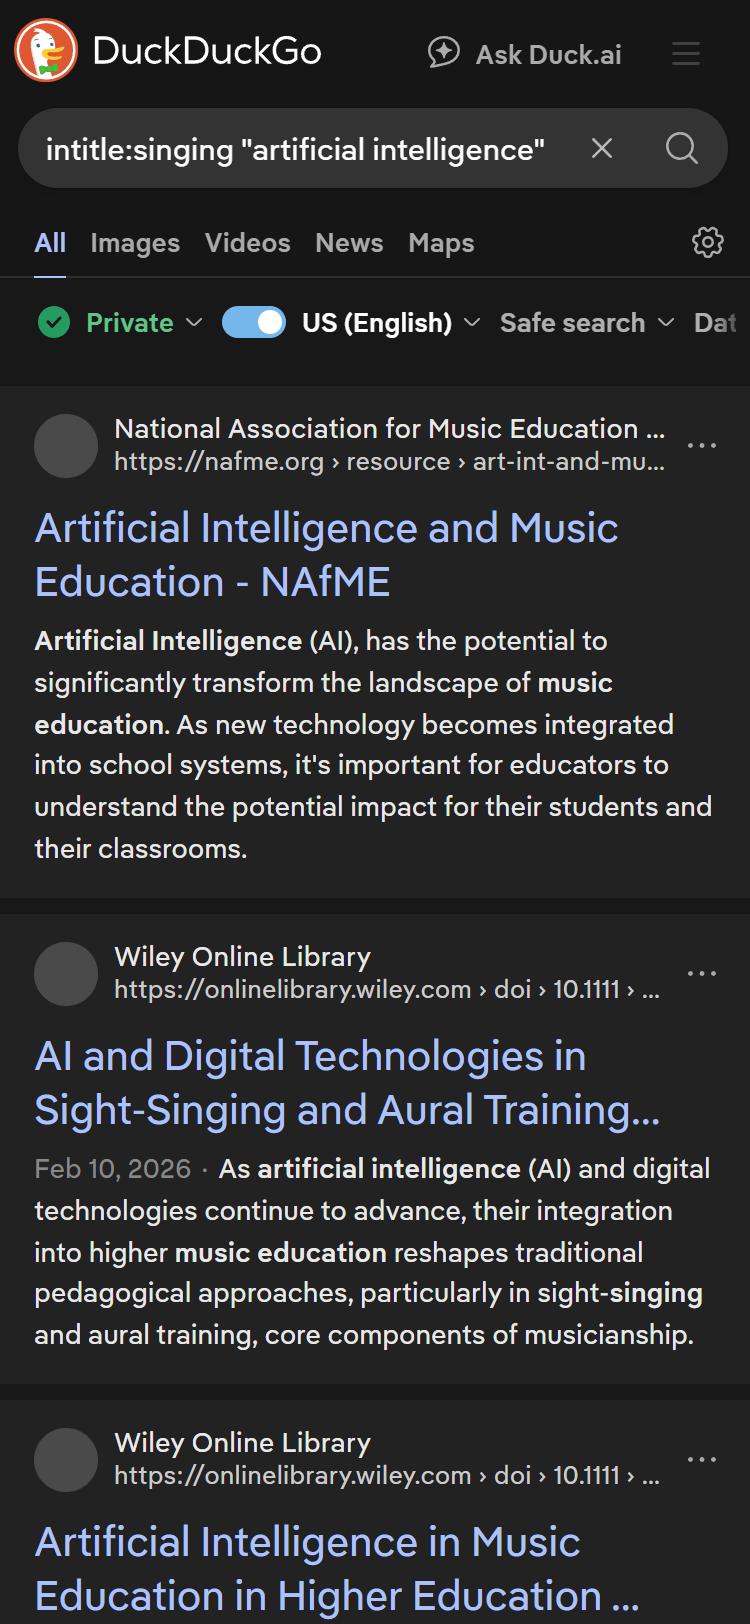 DuckDuckGo
Ask Duck.ai
intitle:singing "artificial intelligence"
All Images Videos News Maps
Private US (English) Safe search Dat
National Association for Music Education ...
https://nafme.org › resource › art-int-and-mu...
Artificial Intelligence and Music
Education - NAfME
Artificial Intelligence (AI), has the potential to
significantly transform the landscape of music
education. As new technology becomes integrated
into school systems, it's important for educators to
understand the potential impact for their students and
their classrooms.
Wiley Online Library
https://onlinelibrary.wiley.com › doi › 10.1111 › ...
AI and Digital Technologies in
Sight-Singing and Aural Training...
Feb 10, 2026 · As artificial intelligence (AI) and digital
technologies continue to advance, their integration
into higher music education reshapes traditional
pedagogical approaches, particularly in sight-singing
and aural training, core components of musicianship.
Wiley Online Library
https://onlinelibrary.wiley.com › doi › 10.1111 › ...
Artificial Intelligence in Music
Education in Higher Education ...